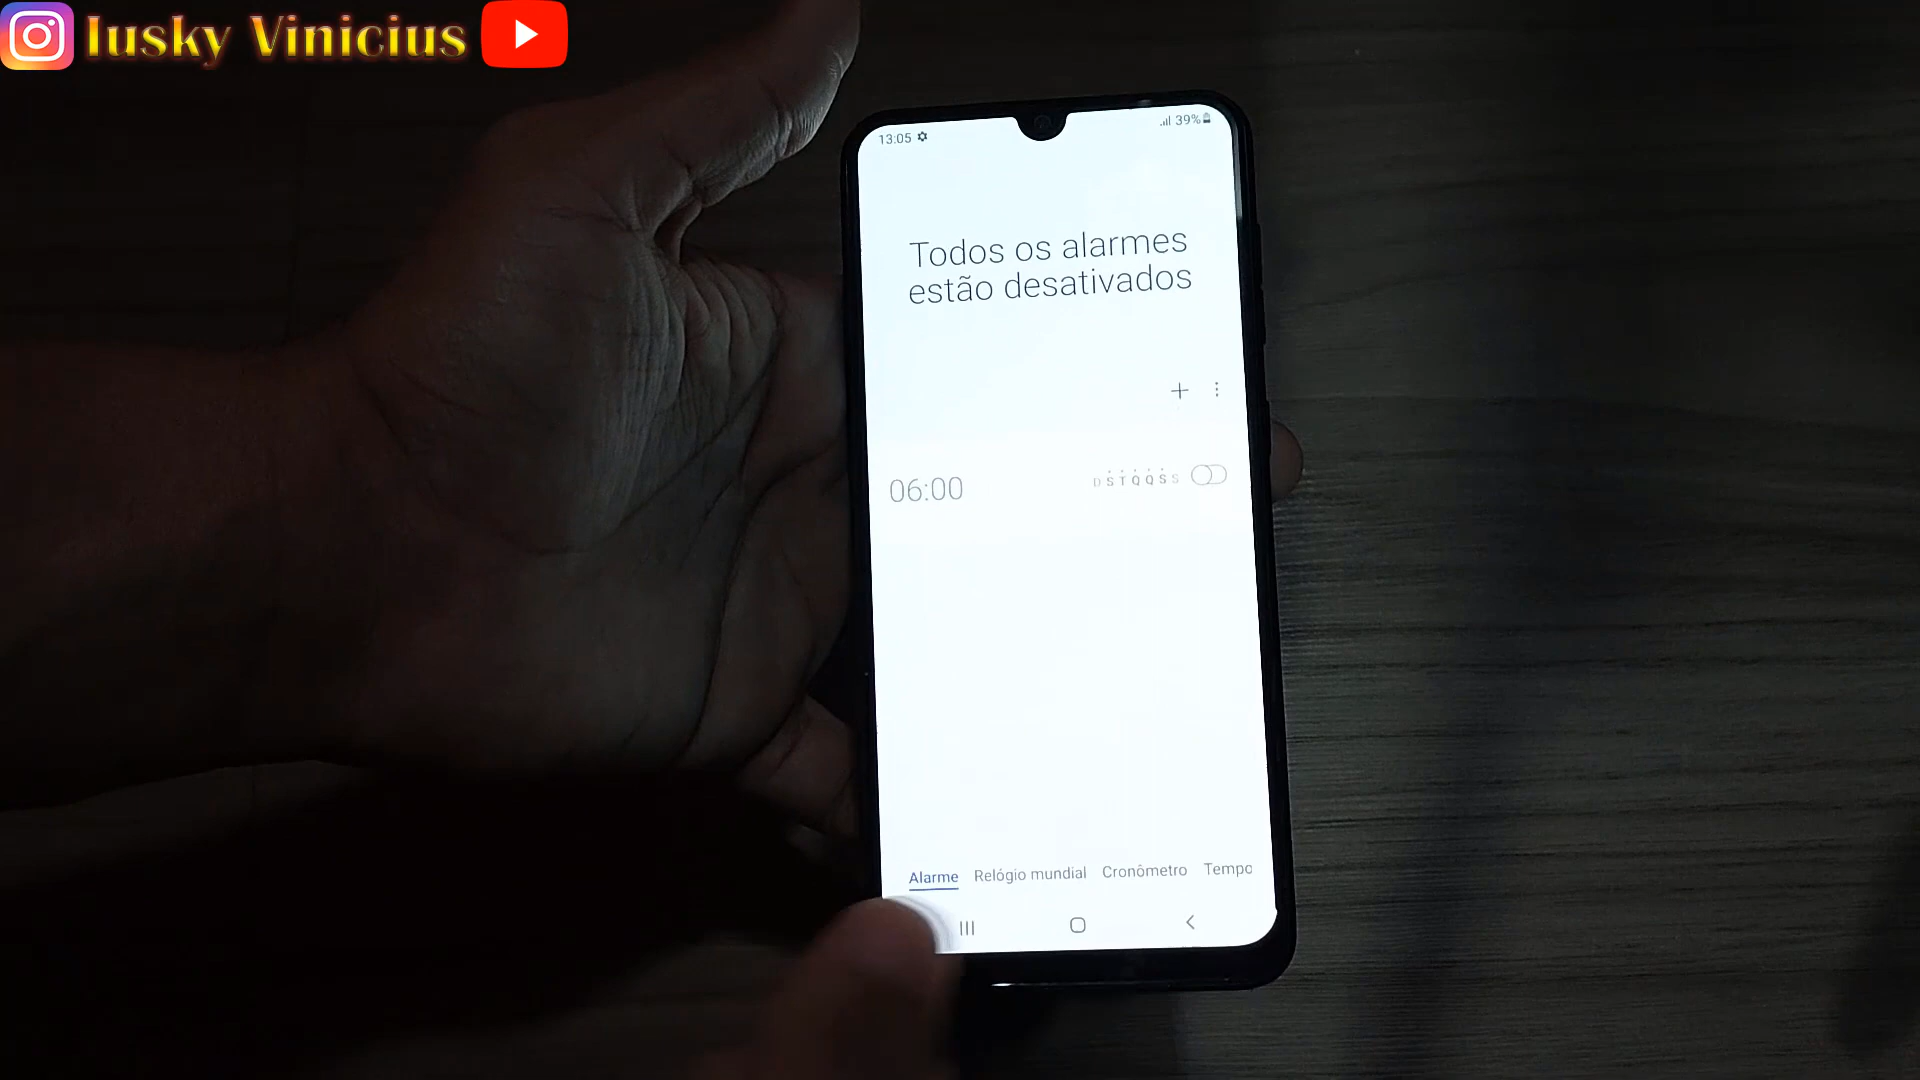 Iusky Vinicius
13:05 39%
Todos os alarmes
estão desativados
06:00 D S T Q Q S S
Alarme Relógio mundial Cronômetro Tempo